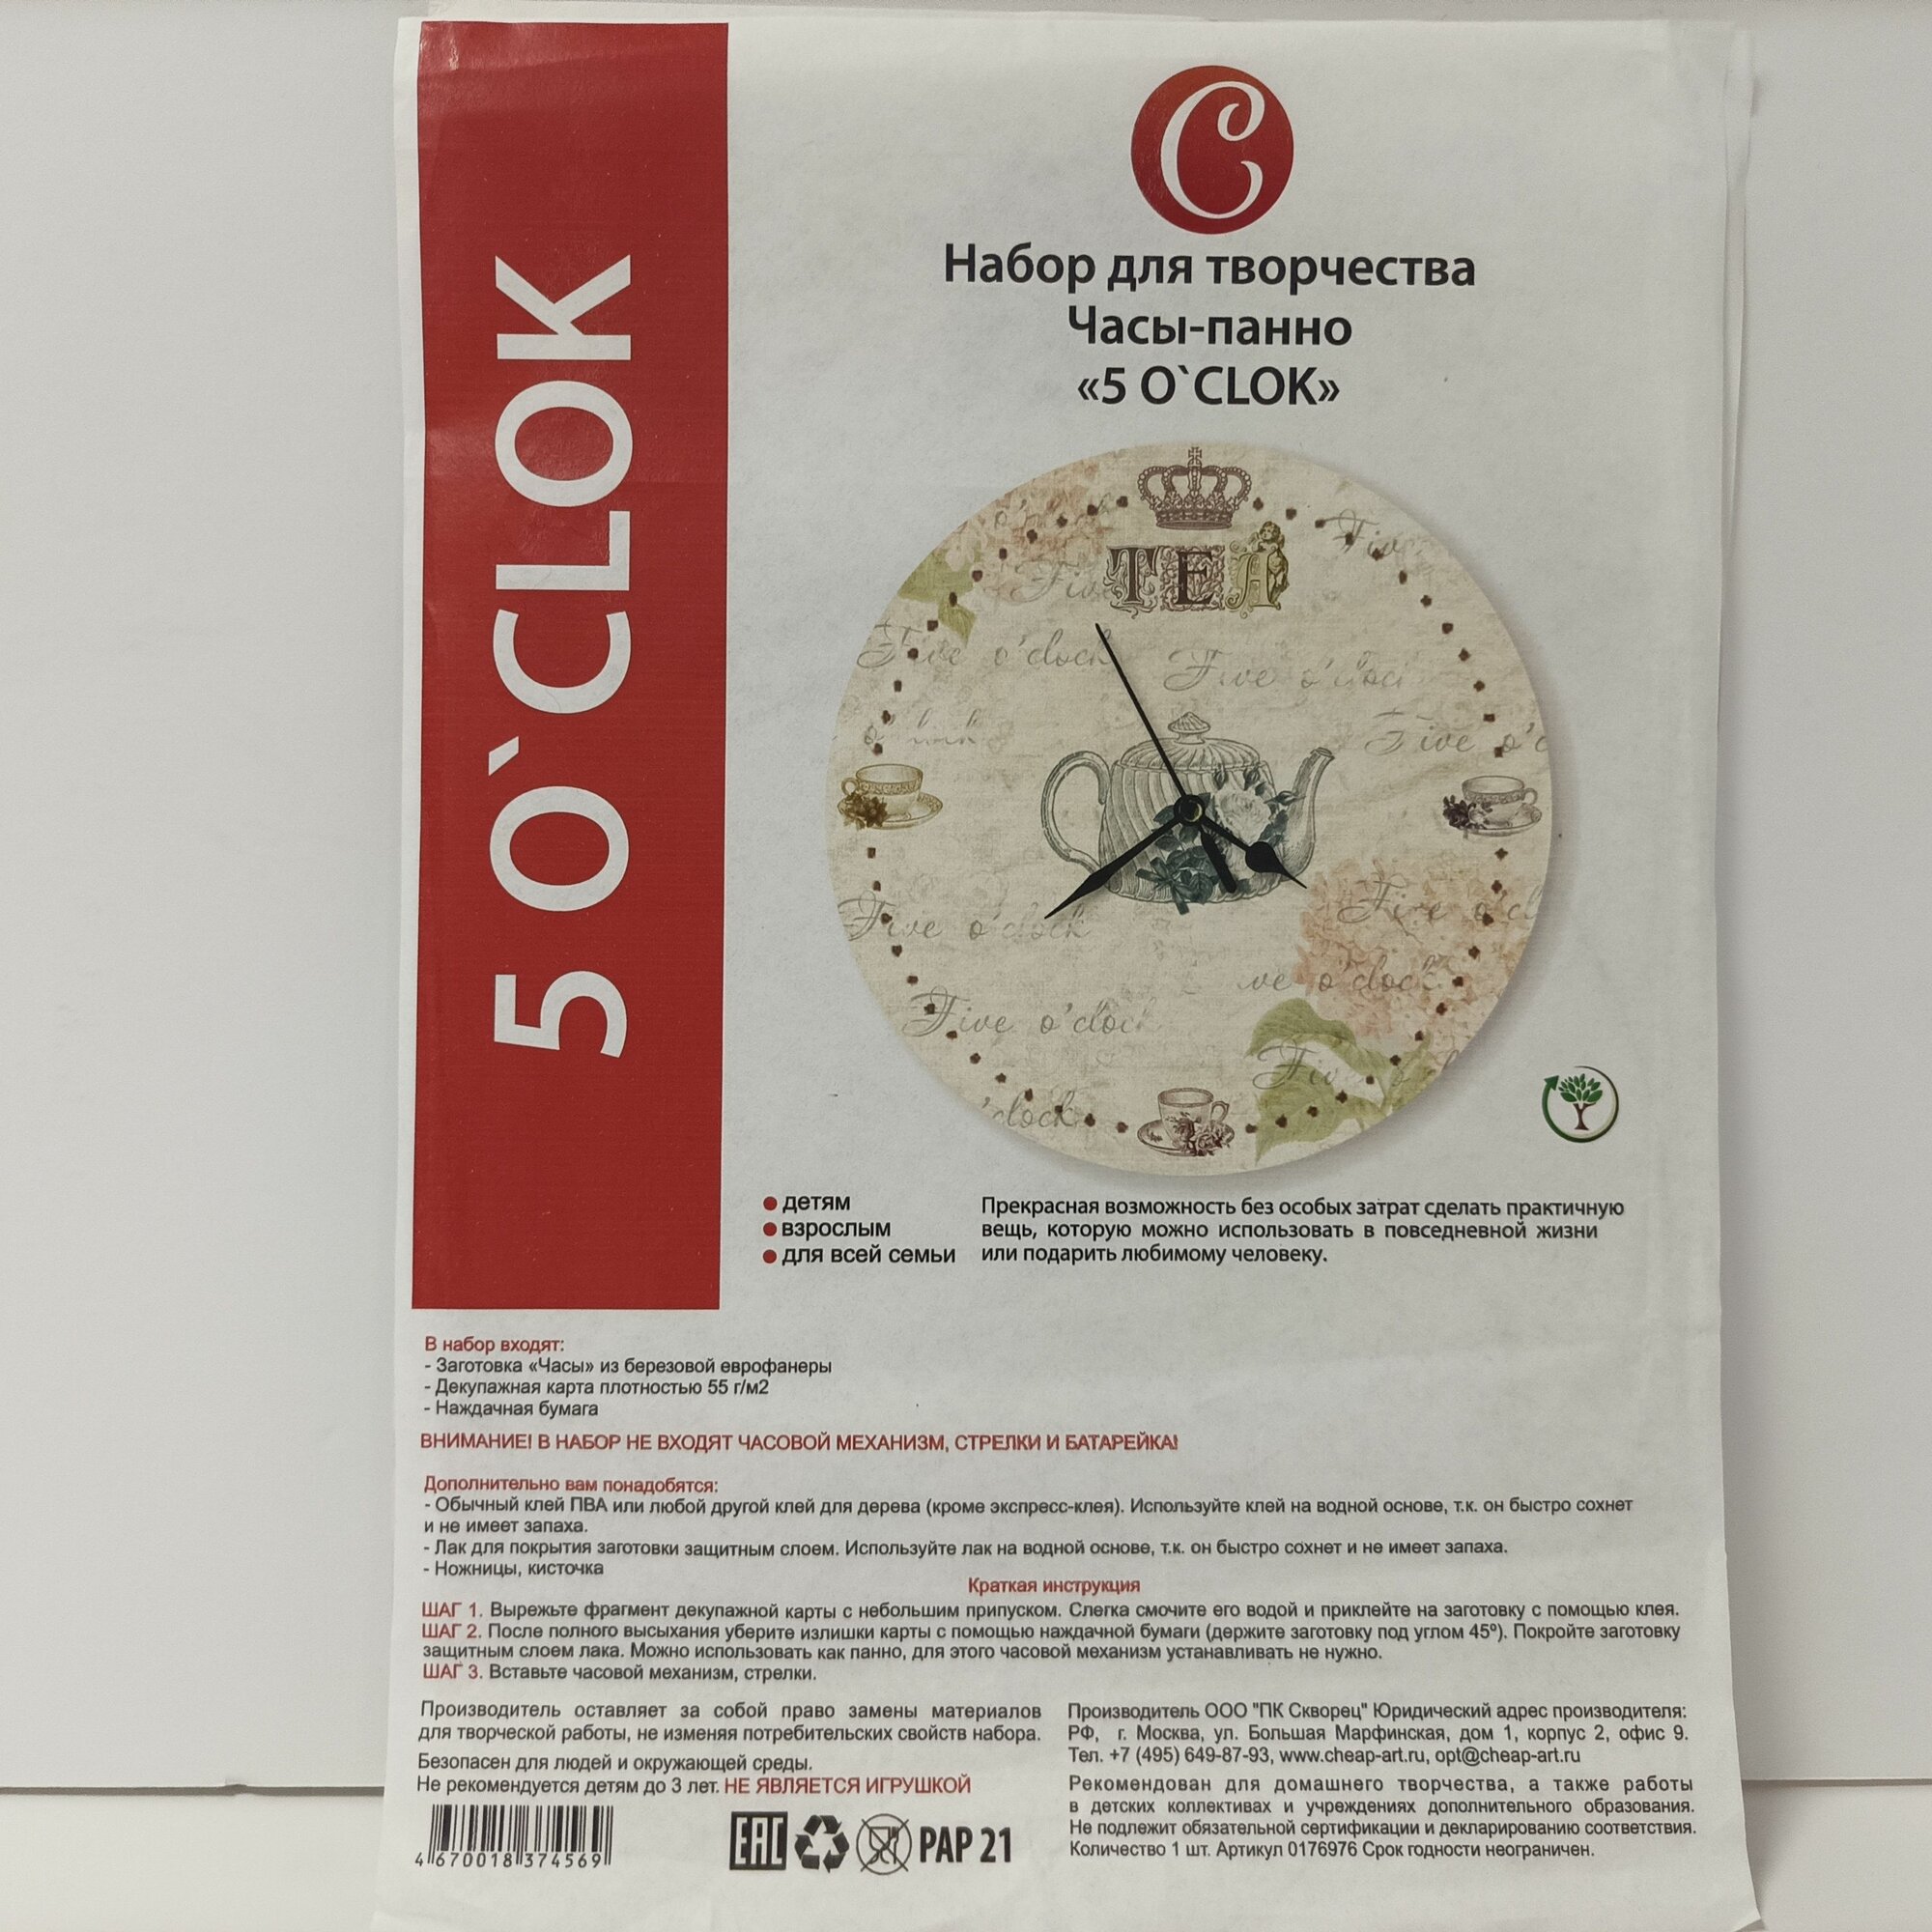 5 O`CLOK
C
Набор для творчества
Часы-панно
«5 O`CLOK»
TEA
Five
Five
Five o'clock
Five o'cloc
Five o'c
Five o'clock
Five o'cl
ve o'clock
Five o'cloc
Five
'clock
• детям
• взрослым
• для всей семьи
Прекрасная возможность без особых затрат сделать практичную
вещь, которую можно использовать в повседневной жизни
или подарить любимому человеку.
В набор входят:
- Заготовка «Часы» из березовой еврофанеры
- Декупажная карта плотностью 55 г/м2
- Наждачная бумага
ВНИМАНИЕ! В НАБОР НЕ ВХОДЯТ ЧАСОВОЙ МЕХАНИЗМ, СТРЕЛКИ И БАТАРЕЙКА!
Дополнительно вам понадобятся:
- Обычный клей ПВА или любой другой клей для дерева (кроме экспресс-клея). Используйте клей на водной основе, т.к. он быстро сохнет
и не имеет запаха.
- Лак для покрытия заготовки защитным слоем. Используйте лак на водной основе, т.к. он быстро сохнет и не имеет запаха.
- Ножницы, кисточка
Краткая инструкция
ШАГ 1. Вырежьте фрагмент декупажной карты с небольшим припуском. Слегка смочите его водой и приклейте на заготовку с помощью клея.
ШАГ 2. После полного высыхания уберите излишки карты с помощью наждачной бумаги (держите заготовку под углом 45º). Покройте заготовку
защитным слоем лака. Можно использовать как панно, для этого часовой механизм устанавливать не нужно.
ШАГ 3. Вставьте часовой механизм, стрелки.
Производитель оставляет за собой право замены материалов
для творческой работы, не изменяя потребительских свойств набора.
Безопасен для людей и окружающей среды.
Не рекомендуется детям до 3 лет. НЕ ЯВЛЯЕТСЯ ИГРУШКОЙ
4 670018 374569
EAC
PAP 21
Производитель ООО "ПК Скворец" Юридический адрес производителя:
РФ, г. Москва, ул. Большая Марфинская, дом 1, корпус 2, офис 9.
Тел. +7 (495) 649-87-93, www.cheap-art.ru, opt@cheap-art.ru
Рекомендован для домашнего творчества, а также работы
в детских коллективах и учреждениях дополнительного образования.
Не подлежит обязательной сертификации и декларированию соответствия.
Количество 1 шт. Артикул 0176976 Срок годности неограничен.